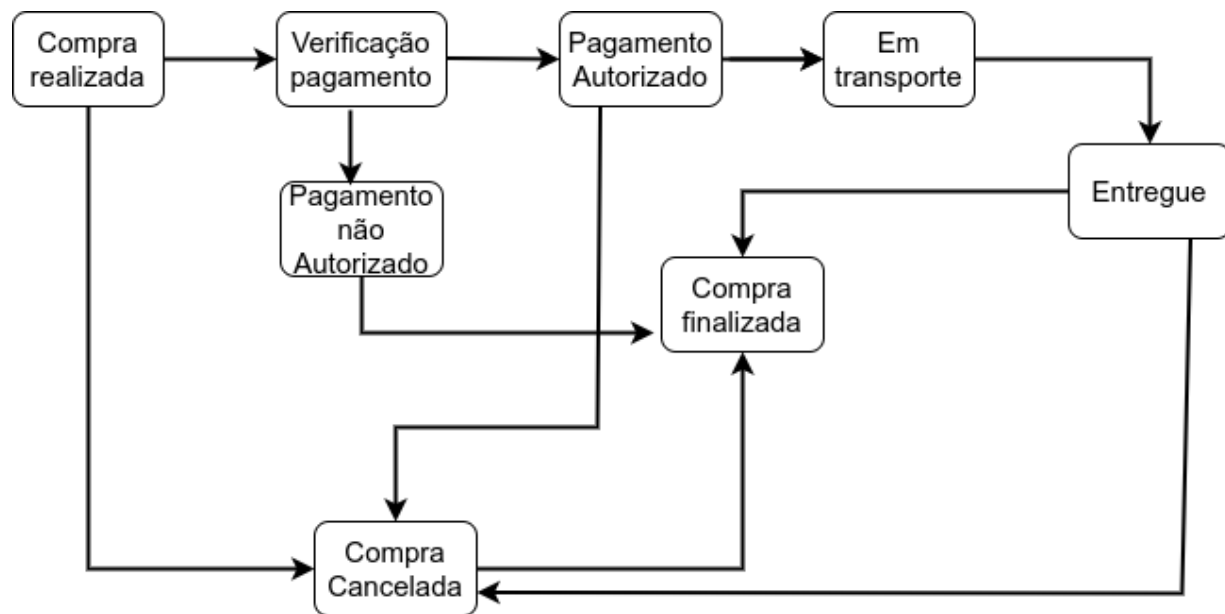 Compra
realizada
Verificação
pagamento
Pagamento
Autorizado
Em
transporte
Entregue
Pagamento
não
Autorizado
Compra
finalizada
Compra
Cancelada